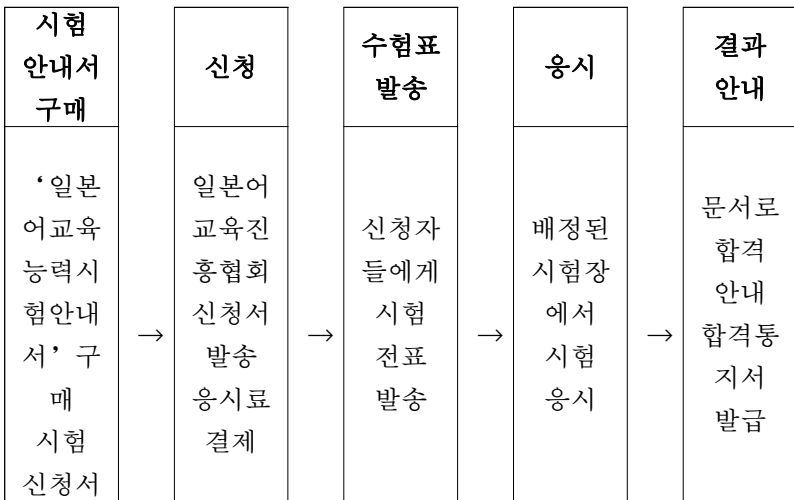 시험
안내서
구매
‘일본
어교육
능력시
험안내
서’ 구
매
시험
신청서
→
신청
일본어
교육진
흥협회
신청서
발송
응시료
결제
→
수험표
발송
신청자
들에게
시험
전표
발송
→
응시
배정된
시험장
에서
시험
응시
→
결과
안내
문서로
합격
안내
합격통
지서
발급